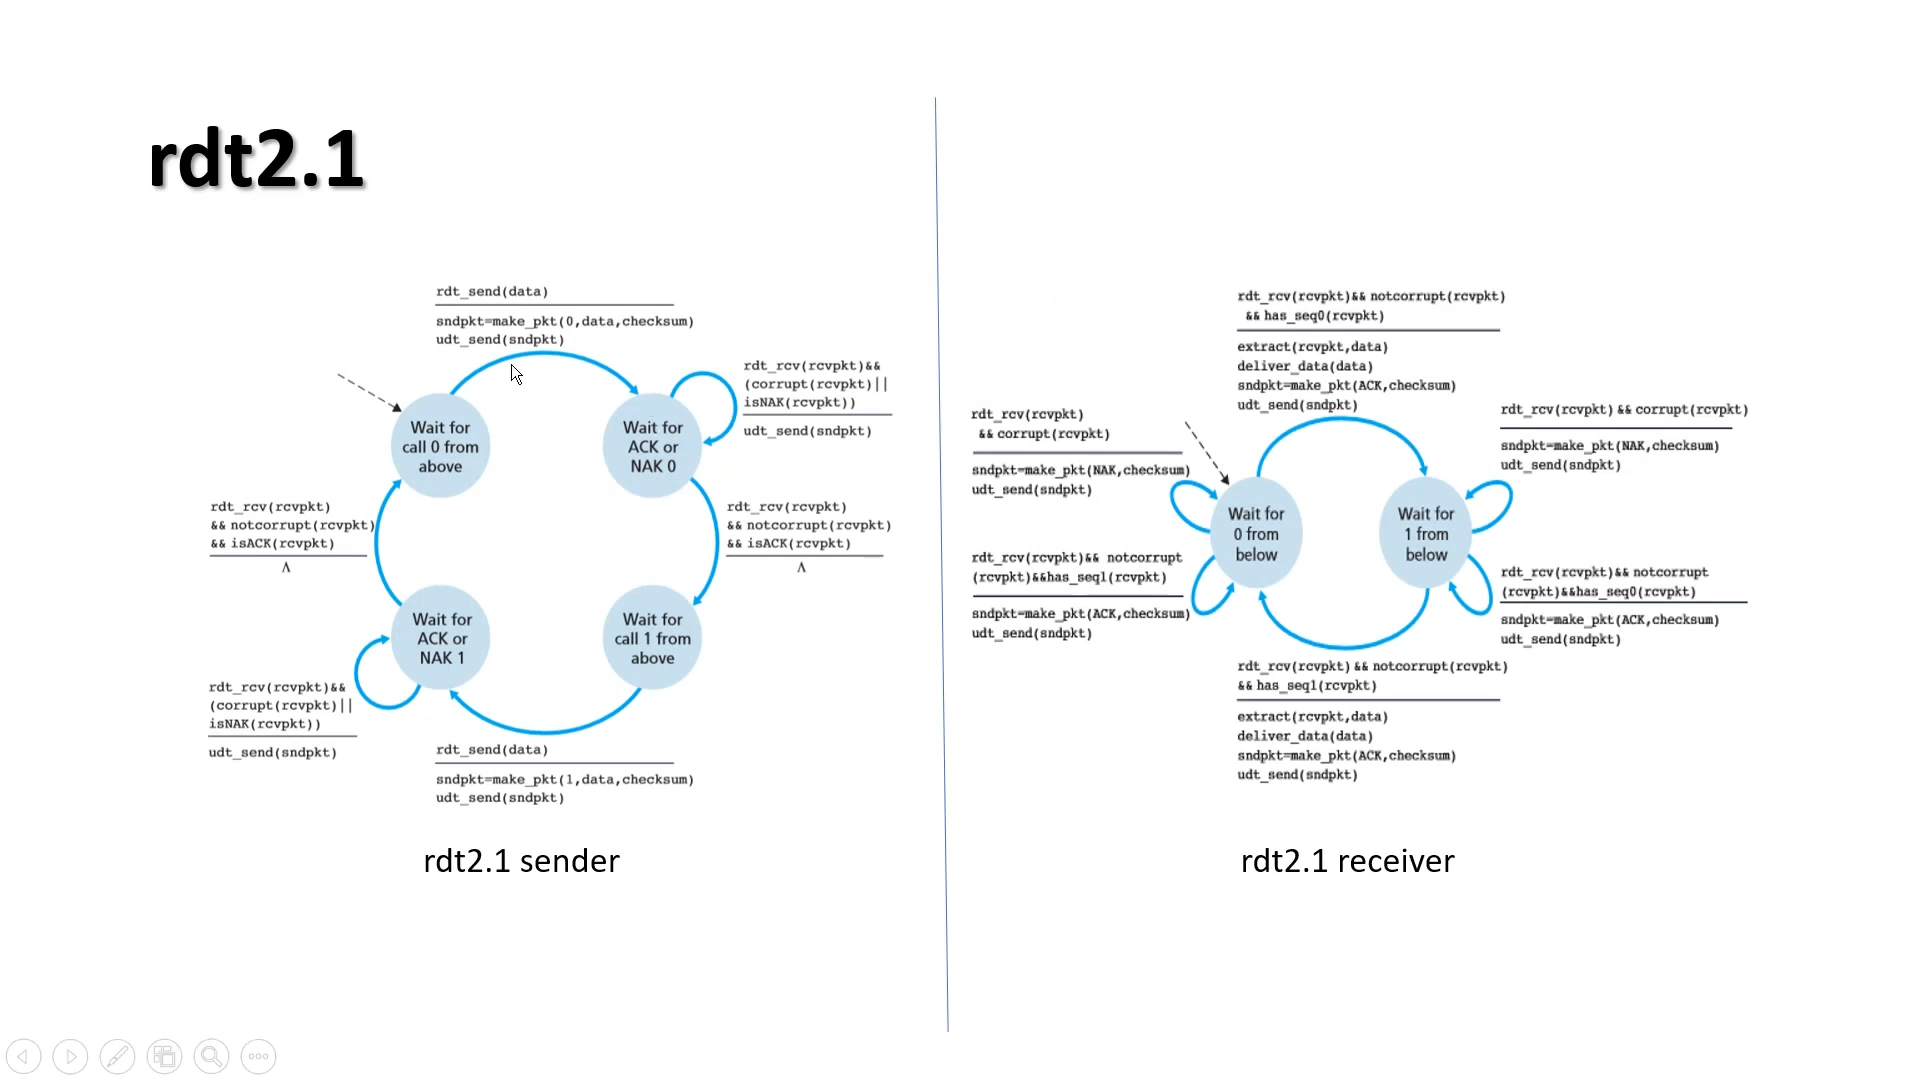 rdt2.1
rdt_send(data)
sndpkt=make_pkt(0,data,checksum)
udt_send(sndpkt)
rdt_rcv(rcvpkt)&&
(corrupt(rcvpkt)||
isNAK(rcvpkt))
udt_send(sndpkt)
Wait for
call 0 from
above
Wait for
ACK or
NAK 0
rdt_rcv(rcvpkt)
&& notcorrupt(rcvpkt)
&& isACK(rcvpkt)
Λ
rdt_rcv(rcvpkt)
&& notcorrupt(rcvpkt)
&& isACK(rcvpkt)
Λ
Wait for
ACK or
NAK 1
Wait for
call 1 from
above
rdt_rcv(rcvpkt)&&
(corrupt(rcvpkt)||
isNAK(rcvpkt))
udt_send(sndpkt)
rdt_send(data)
sndpkt=make_pkt(1,data,checksum)
udt_send(sndpkt)
rdt2.1 sender
rdt_rcv(rcvpkt)&& notcorrupt(rcvpkt)
&& has_seq0(rcvpkt)
extract(rcvpkt,data)
deliver_data(data)
sndpkt=make_pkt(ACK,checksum)
udt_send(sndpkt)
rdt_rcv(rcvpkt)
&& corrupt(rcvpkt)
sndpkt=make_pkt(NAK,checksum)
udt_send(sndpkt)
rdt_rcv(rcvpkt) && corrupt(rcvpkt)
sndpkt=make_pkt(NAK,checksum)
udt_send(sndpkt)
Wait for
0 from
below
Wait for
1 from
below
rdt_rcv(rcvpkt)&& notcorrupt
(rcvpkt)&&has_seq1(rcvpkt)
sndpkt=make_pkt(ACK,checksum)
udt_send(sndpkt)
rdt_rcv(rcvpkt)&& notcorrupt
(rcvpkt)&&has_seq0(rcvpkt)
sndpkt=make_pkt(ACK,checksum)
udt_send(sndpkt)
rdt_rcv(rcvpkt) && notcorrupt(rcvpkt)
&& has_seq1(rcvpkt)
extract(rcvpkt,data)
deliver_data(data)
sndpkt=make_pkt(ACK,checksum)
udt_send(sndpkt)
rdt2.1 receiver